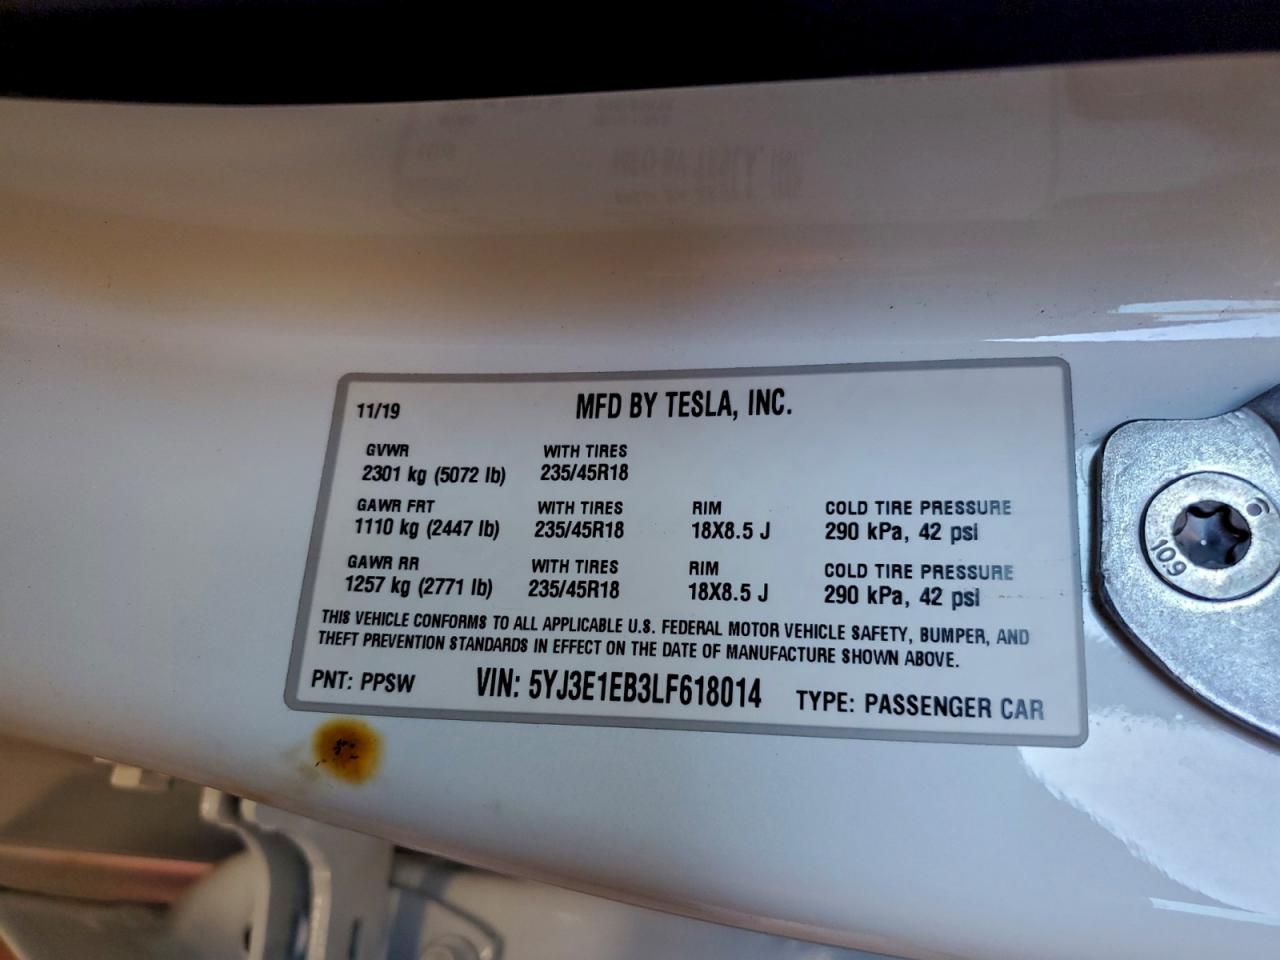 11/19 MFD BY TESLA, INC.
GVWR WITH TIRES
2301 kg (5072 lb) 235/45R18
GAWR FRT WITH TIRES RIM COLD TIRE PRESSURE
1110 kg (2447 lb) 235/45R18 18X8.5 J 290 kPa, 42 psi
GAWR RR WITH TIRES RIM COLD TIRE PRESSURE
1257 kg (2771 lb) 235/45R18 18X8.5 J 290 kPa, 42 psi
THIS VEHICLE CONFORMS TO ALL APPLICABLE U.S. FEDERAL MOTOR VEHICLE SAFETY, BUMPER, AND
THEFT PREVENTION STANDARDS IN EFFECT ON THE DATE OF MANUFACTURE SHOWN ABOVE.
PNT: PPSW VIN: 5YJ3E1EB3LF618014 TYPE: PASSENGER CAR
10.9